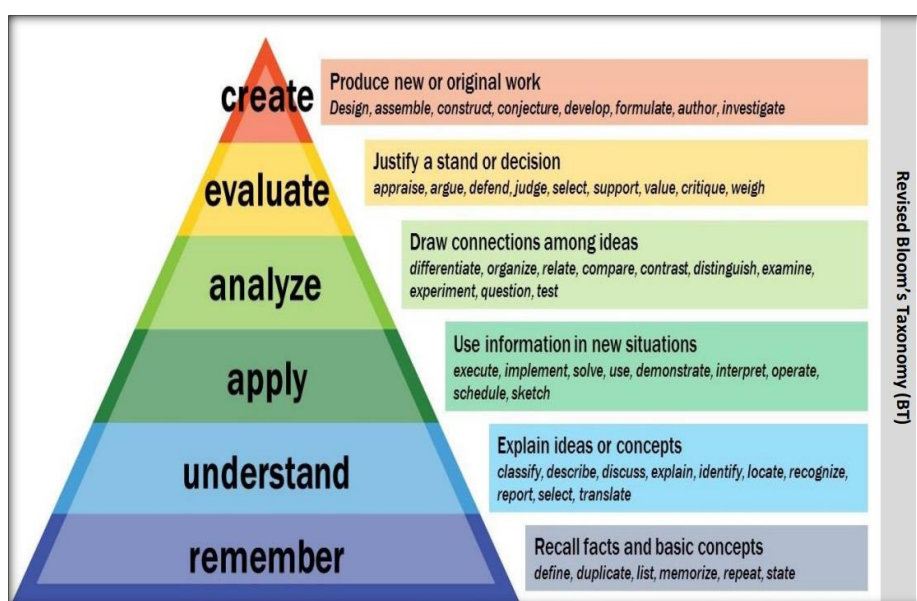 create
Produce new or original work
Design, assemble, construct, conjecture, develop, formulate, author, investigate
evaluate
Justify a stand or decision
appraise, argue, defend, judge, select, support, value, critique, weigh
analyze
Draw connections among ideas
differentiate, organize, relate, compare, contrast, distinguish, examine,
experiment, question, test
apply
Use information in new situations
execute, implement, solve, use, demonstrate, interpret, operate,
schedule, sketch
understand
Explain ideas or concepts
classify, describe, discuss, explain, identify, locate, recognize,
report, select, translate
remember
Recall facts and basic concepts
define, duplicate, list, memorize, repeat, state
Revised Bloom's Taxonomy (BT)